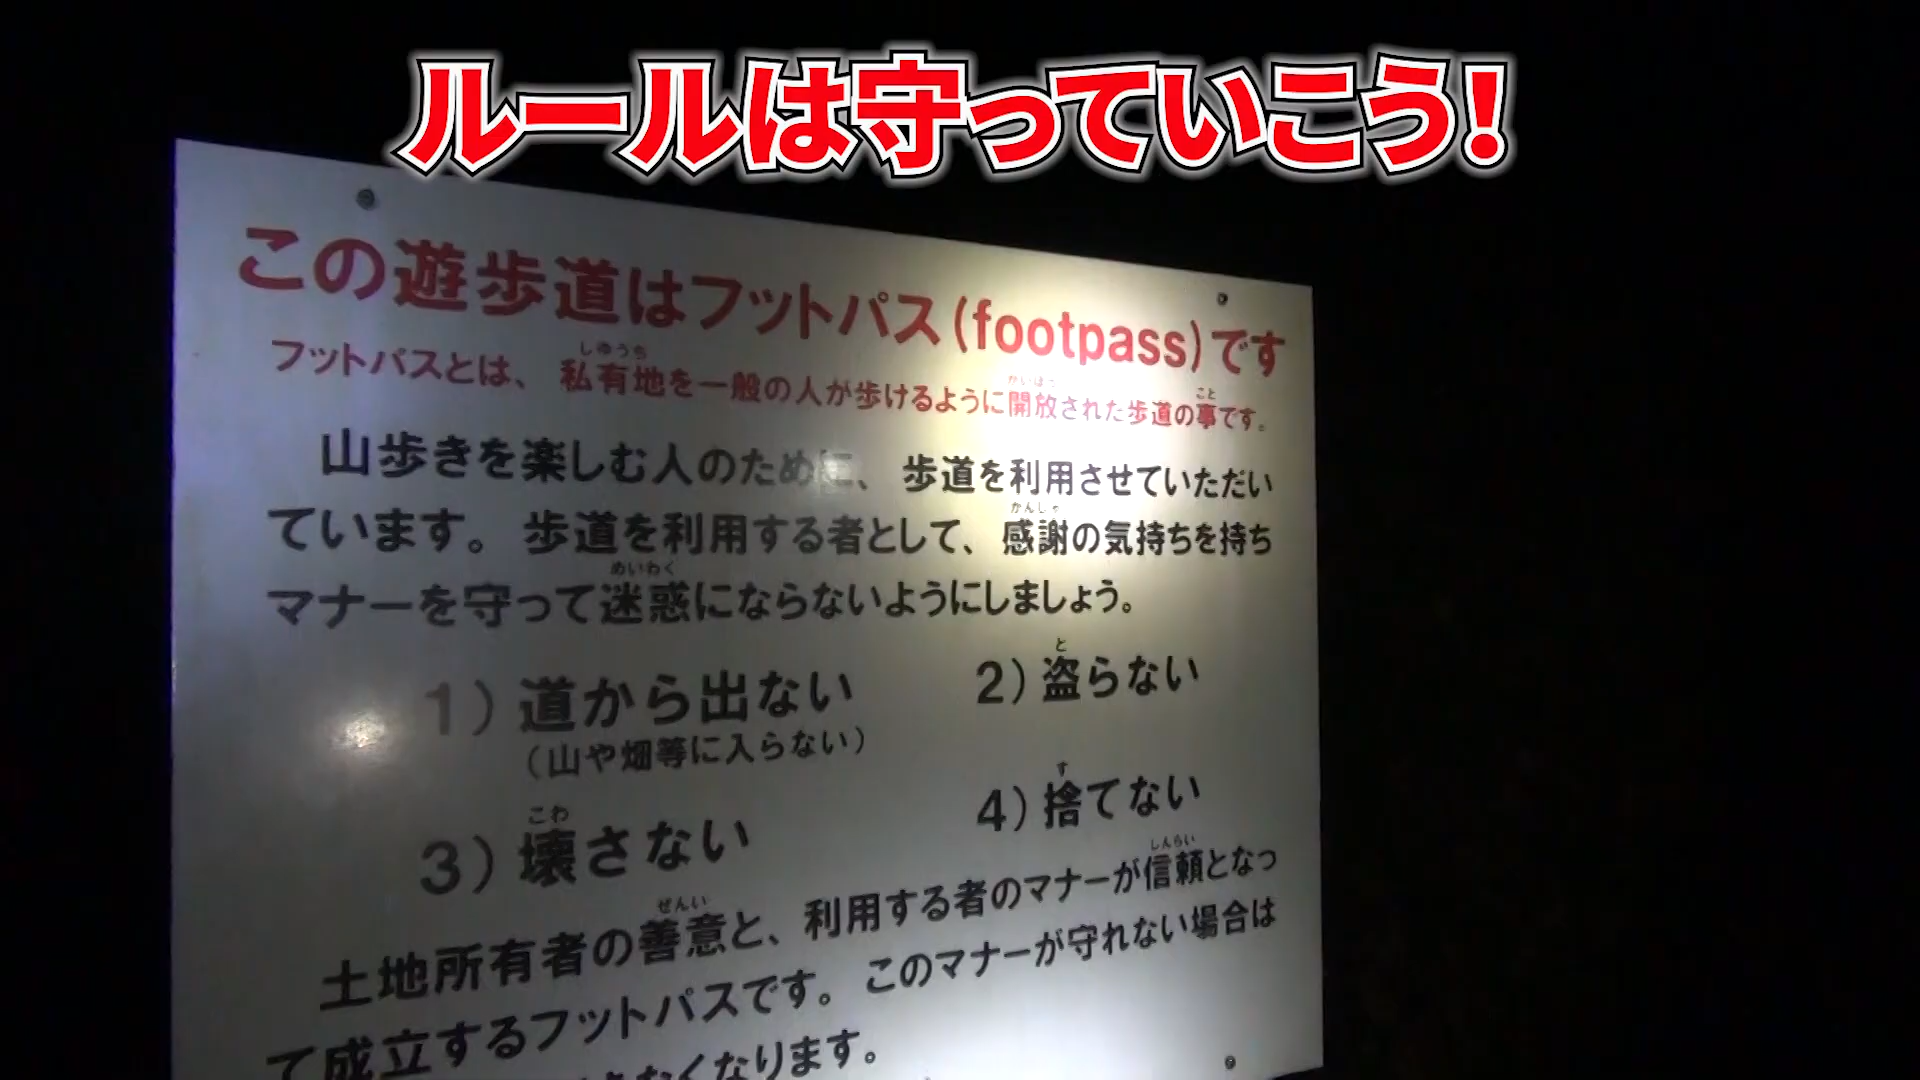 ルールは守っていこう!
この遊歩道はフットパス(footpass)です
フットパスとは、私有地を一般の人が歩けるように開放された歩道の事です。
山歩きを楽しむ人のために、歩道を利用させていただい
ています。歩道を利用する者として、感謝の気持ちを持ち
マナーを守って迷惑にならないようにしましょう。
1)道から出ない
(山や畑等に入らない)
2)盗らない
3)壊さない
4)捨てない
土地所有者の善意と、利用する者のマナーが信頼となっ
て成立するフットパスです。このマナーが守れない場合は
なくなります。